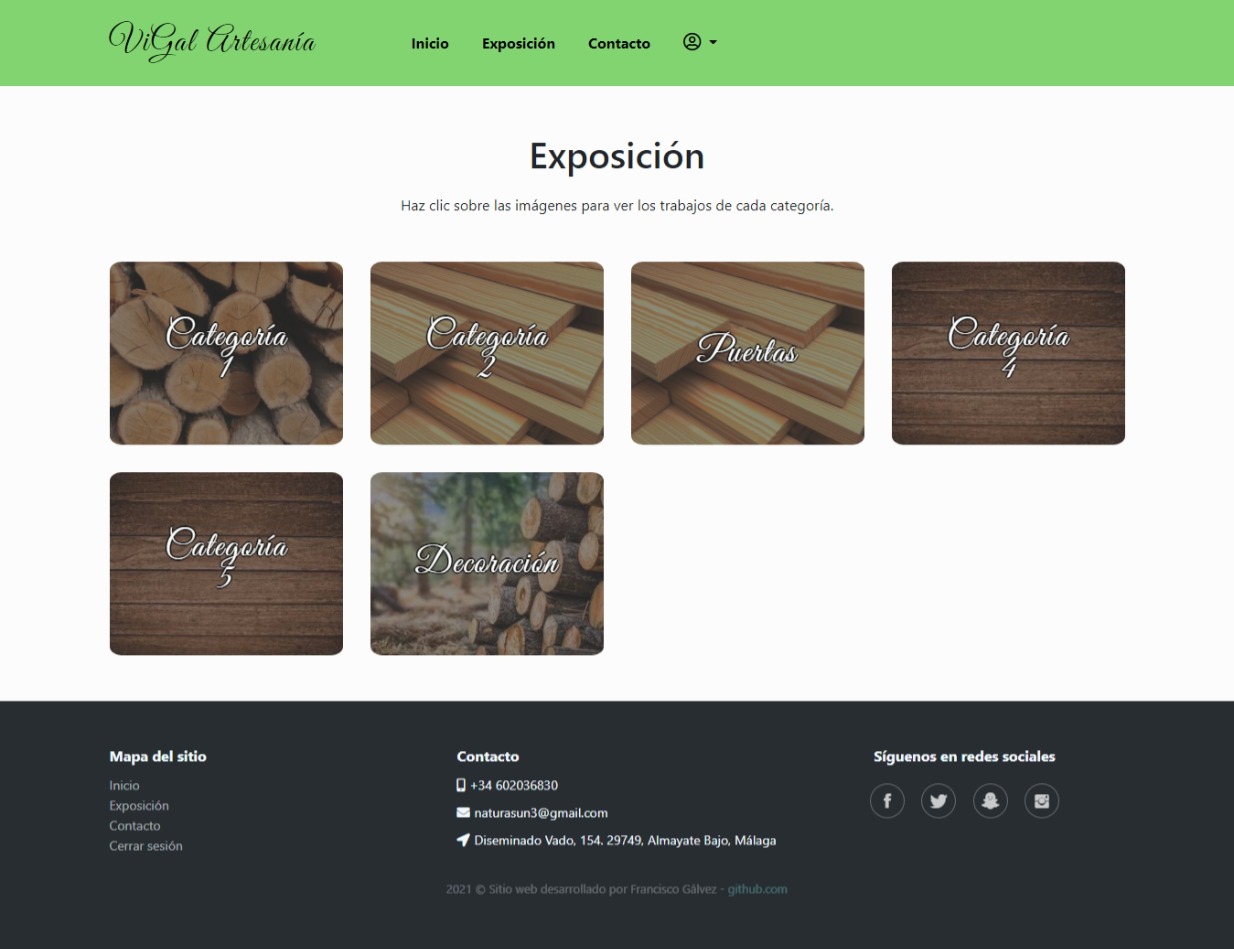 ViGal Artesanía
Inicio Exposición Contacto
Exposición
Haz clic sobre las imágenes para ver los trabajos de cada categoría.
Categoría
1
Categoría
2
Puertas
Categoría
4
Categoría
5
Decoración
Mapa del sitio
Inicio
Exposición
Contacto
Cerrar sesión
Contacto
+34 602036830
naturasun3@gmail.com
Diseminado Vado, 154. 29749, Almayate Bajo, Málaga
Síguenos en redes sociales
2021 © Sitio web desarrollado por Francisco Gálvez - github.com